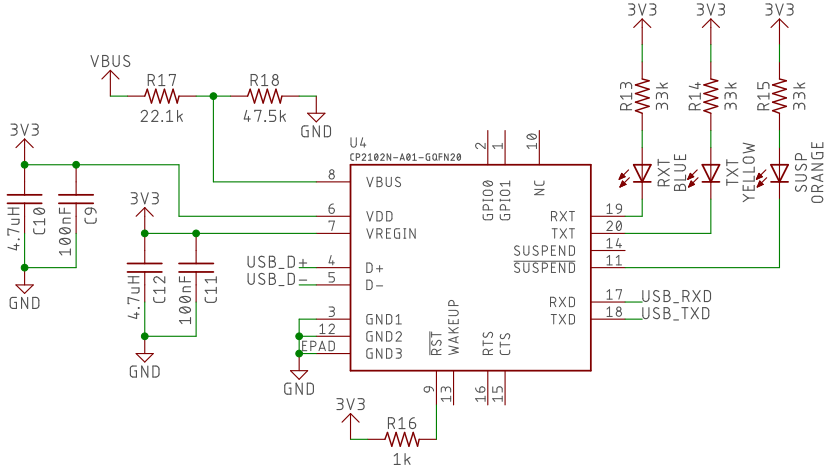 3V3
3V3
3V3
VBUS
R17
22.1k
R18
47.5k
GND
R13
33k
R14
33k
R15
33k
3V3
4.7uH
C10
100nF
C9
GND
3V3
4.7uH
C12
100nF
C11
GND
U4
CP2102N-A01-GQFN20
2
1
10
GPIO0
GPIO1
NC
8
VBUS
6
VDD
7
VREGIN
USB_D+
4
D+
USB_D-
5
D-
3
GND1
12
GND2
EPAD
GND3
GND
RXT
19
TXT
20
SUSPEND
14
SUSPEND
11
RXD
17
USB_RXD
TXD
18
USB_TXD
RXT
BLUE
TXT
YELLOW
SUSP
ORANGE
RST
WAKEUP
RTS
CTS
9
13
16
15
3V3
R16
1k